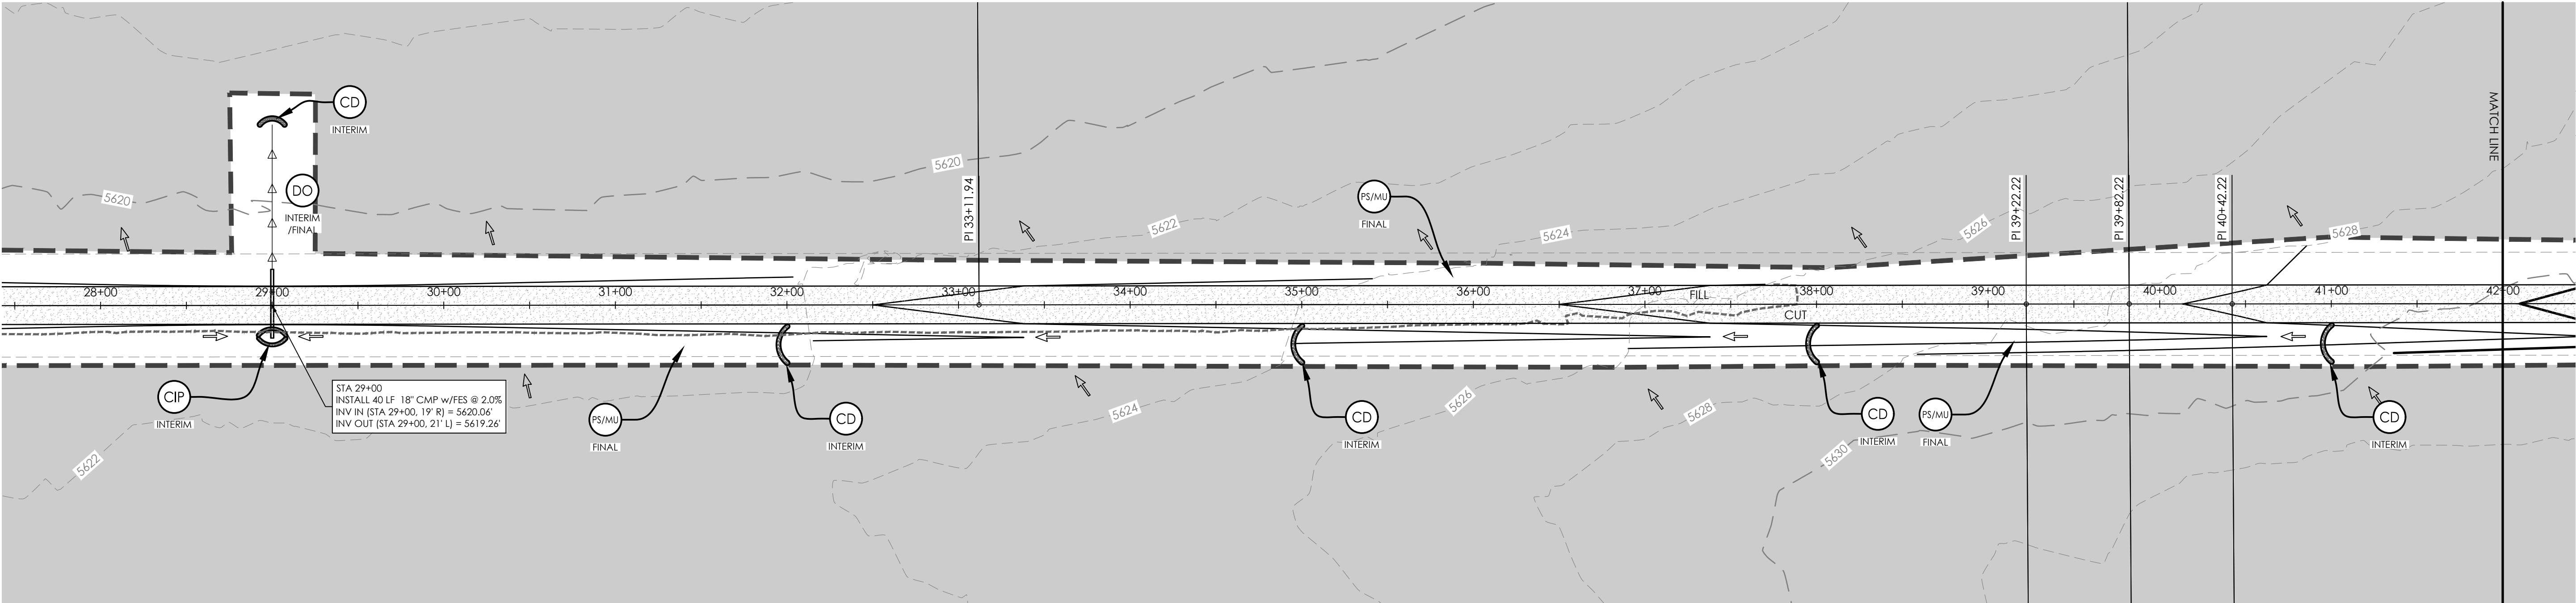 CD
INTERIM
MATCH LINE
5620
DO
INTERIM
/FINAL
5620
PI 33+11.94
PS/MU
FINAL
5622
5624
5626
PI 39+22.22
PI 39+82.22
PI 40+42.22
5628
28+00
29+00
30+00
31+00
32+00
33+00
34+00
35+00
36+00
37+00
38+00
39+00
40+00
41+00
42+00
FILL
CUT
CIP
INTERIM
STA 29+00
INSTALL 40 LF 18" CMP w/FES @ 2.0%
INV IN (STA 29+00, 19' R) = 5620.06'
INV OUT (STA 29+00, 21' L) = 5619.26'
PS/MU
FINAL
CD
INTERIM
5624
CD
INTERIM
5626
5628
CD
INTERIM
PS/MU
FINAL
CD
INTERIM
5622
5630